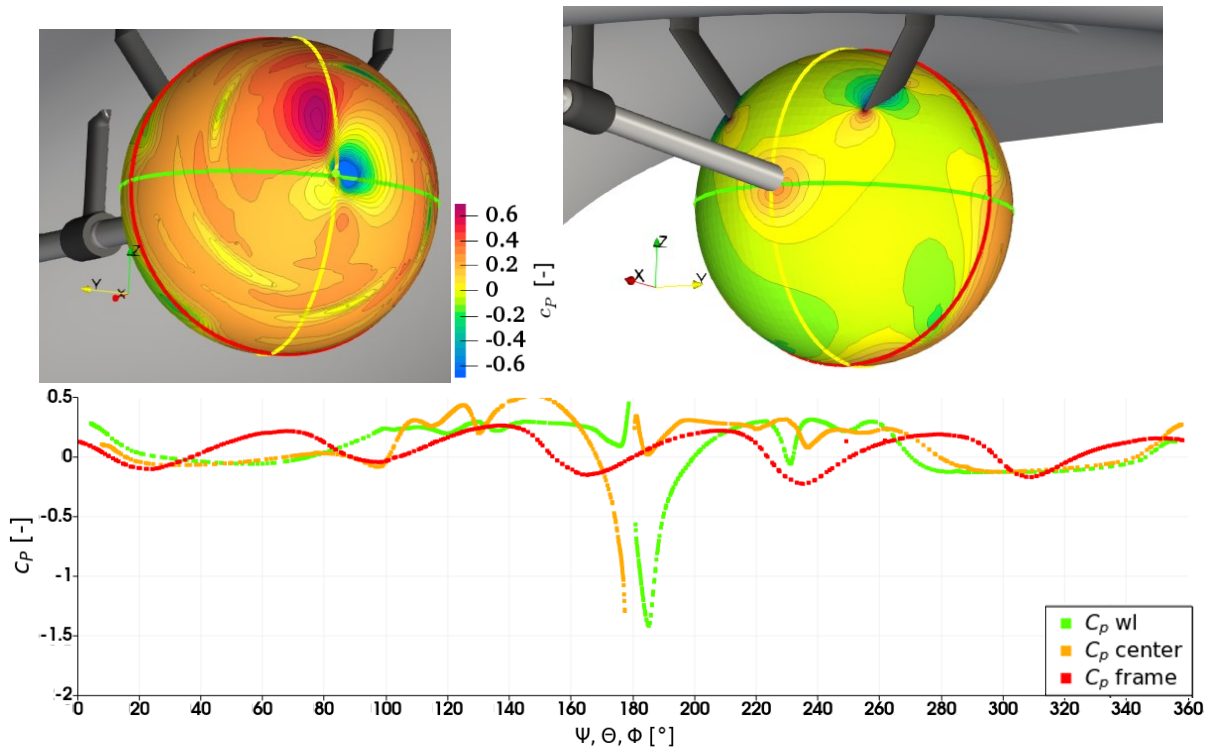 Z
Y
X
0.6
0.4
0.2
0
-0.2
-0.4
-0.6
c_P [-]
Z
X
Y
0.5
0
-0.5
-1
-1.5
-2
c_P [-]
0 20 40 60 80 100 120 140 160 180 200 220 240 260 280 300 320 340 360
Ψ, Θ, Φ [°]
C_p wl
C_p center
C_p frame